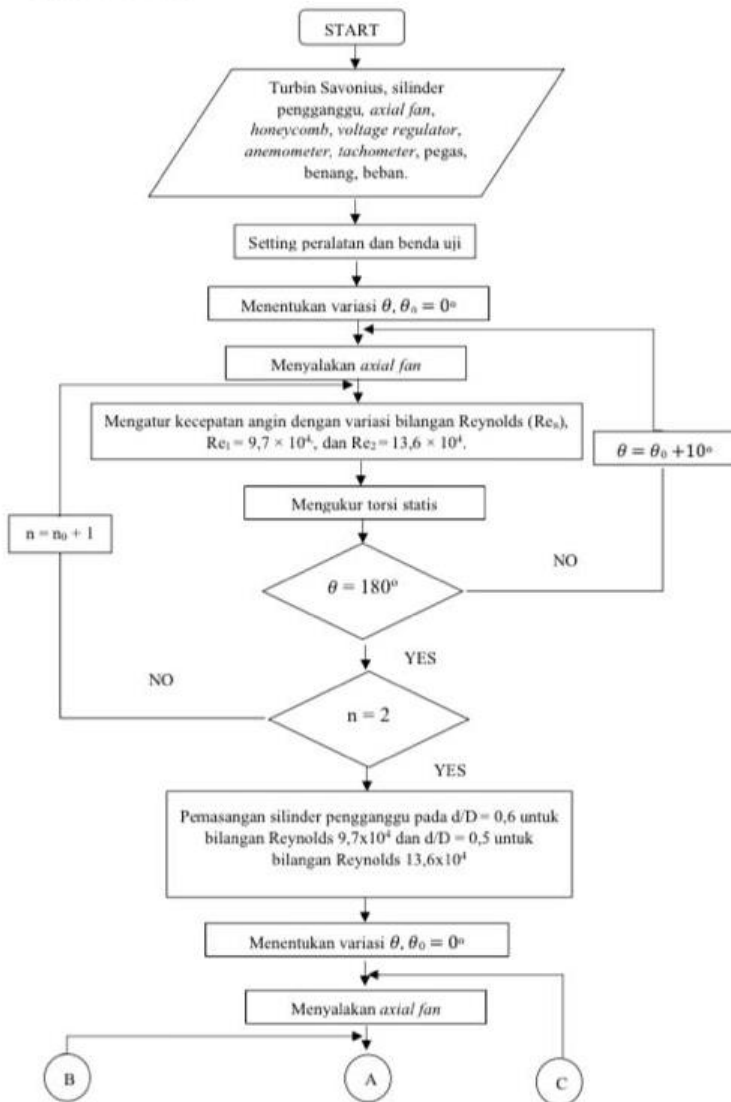 START
Turbin Savonius, silinder
pengganggu, axial fan,
honeycomb, voltage regulator,
anemometer, tachometer, pegas,
benang, beban.
Setting peralatan dan benda uji
Menentukan variasi θ, θ₀ = 0°
Menyalakan axial fan
Mengatur kecepatan angin dengan variasi bilangan Reynolds (Reₙ),
Re₁ = 9,7 × 10⁴, dan Re₂ = 13,6 × 10⁴.
θ = θ₀ +10°
Mengukur torsi statis
n = n₀ + 1
θ = 180°
NO
YES
NO
n = 2
YES
Pemasangan silinder pengganggu pada d/D = 0,6 untuk
bilangan Reynolds 9,7x10⁴ dan d/D = 0,5 untuk
bilangan Reynolds 13,6x10⁴
Menentukan variasi θ, θ₀ = 0°
Menyalakan axial fan
B
A
C